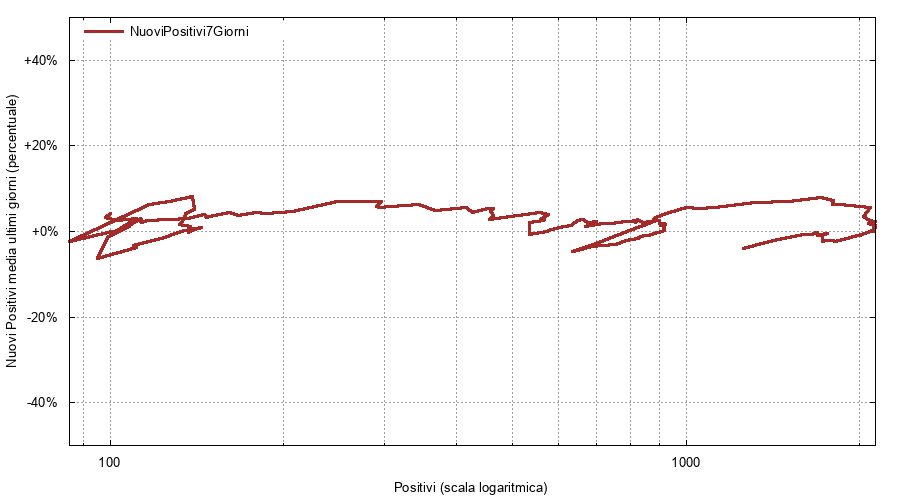 NuoviPositivi7Giorni
+40%
+20%
+0%
-20%
-40%
100
1000
Nuovi Positivi media ultimi giorni (percentuale)
Positivi (scala logaritmica)